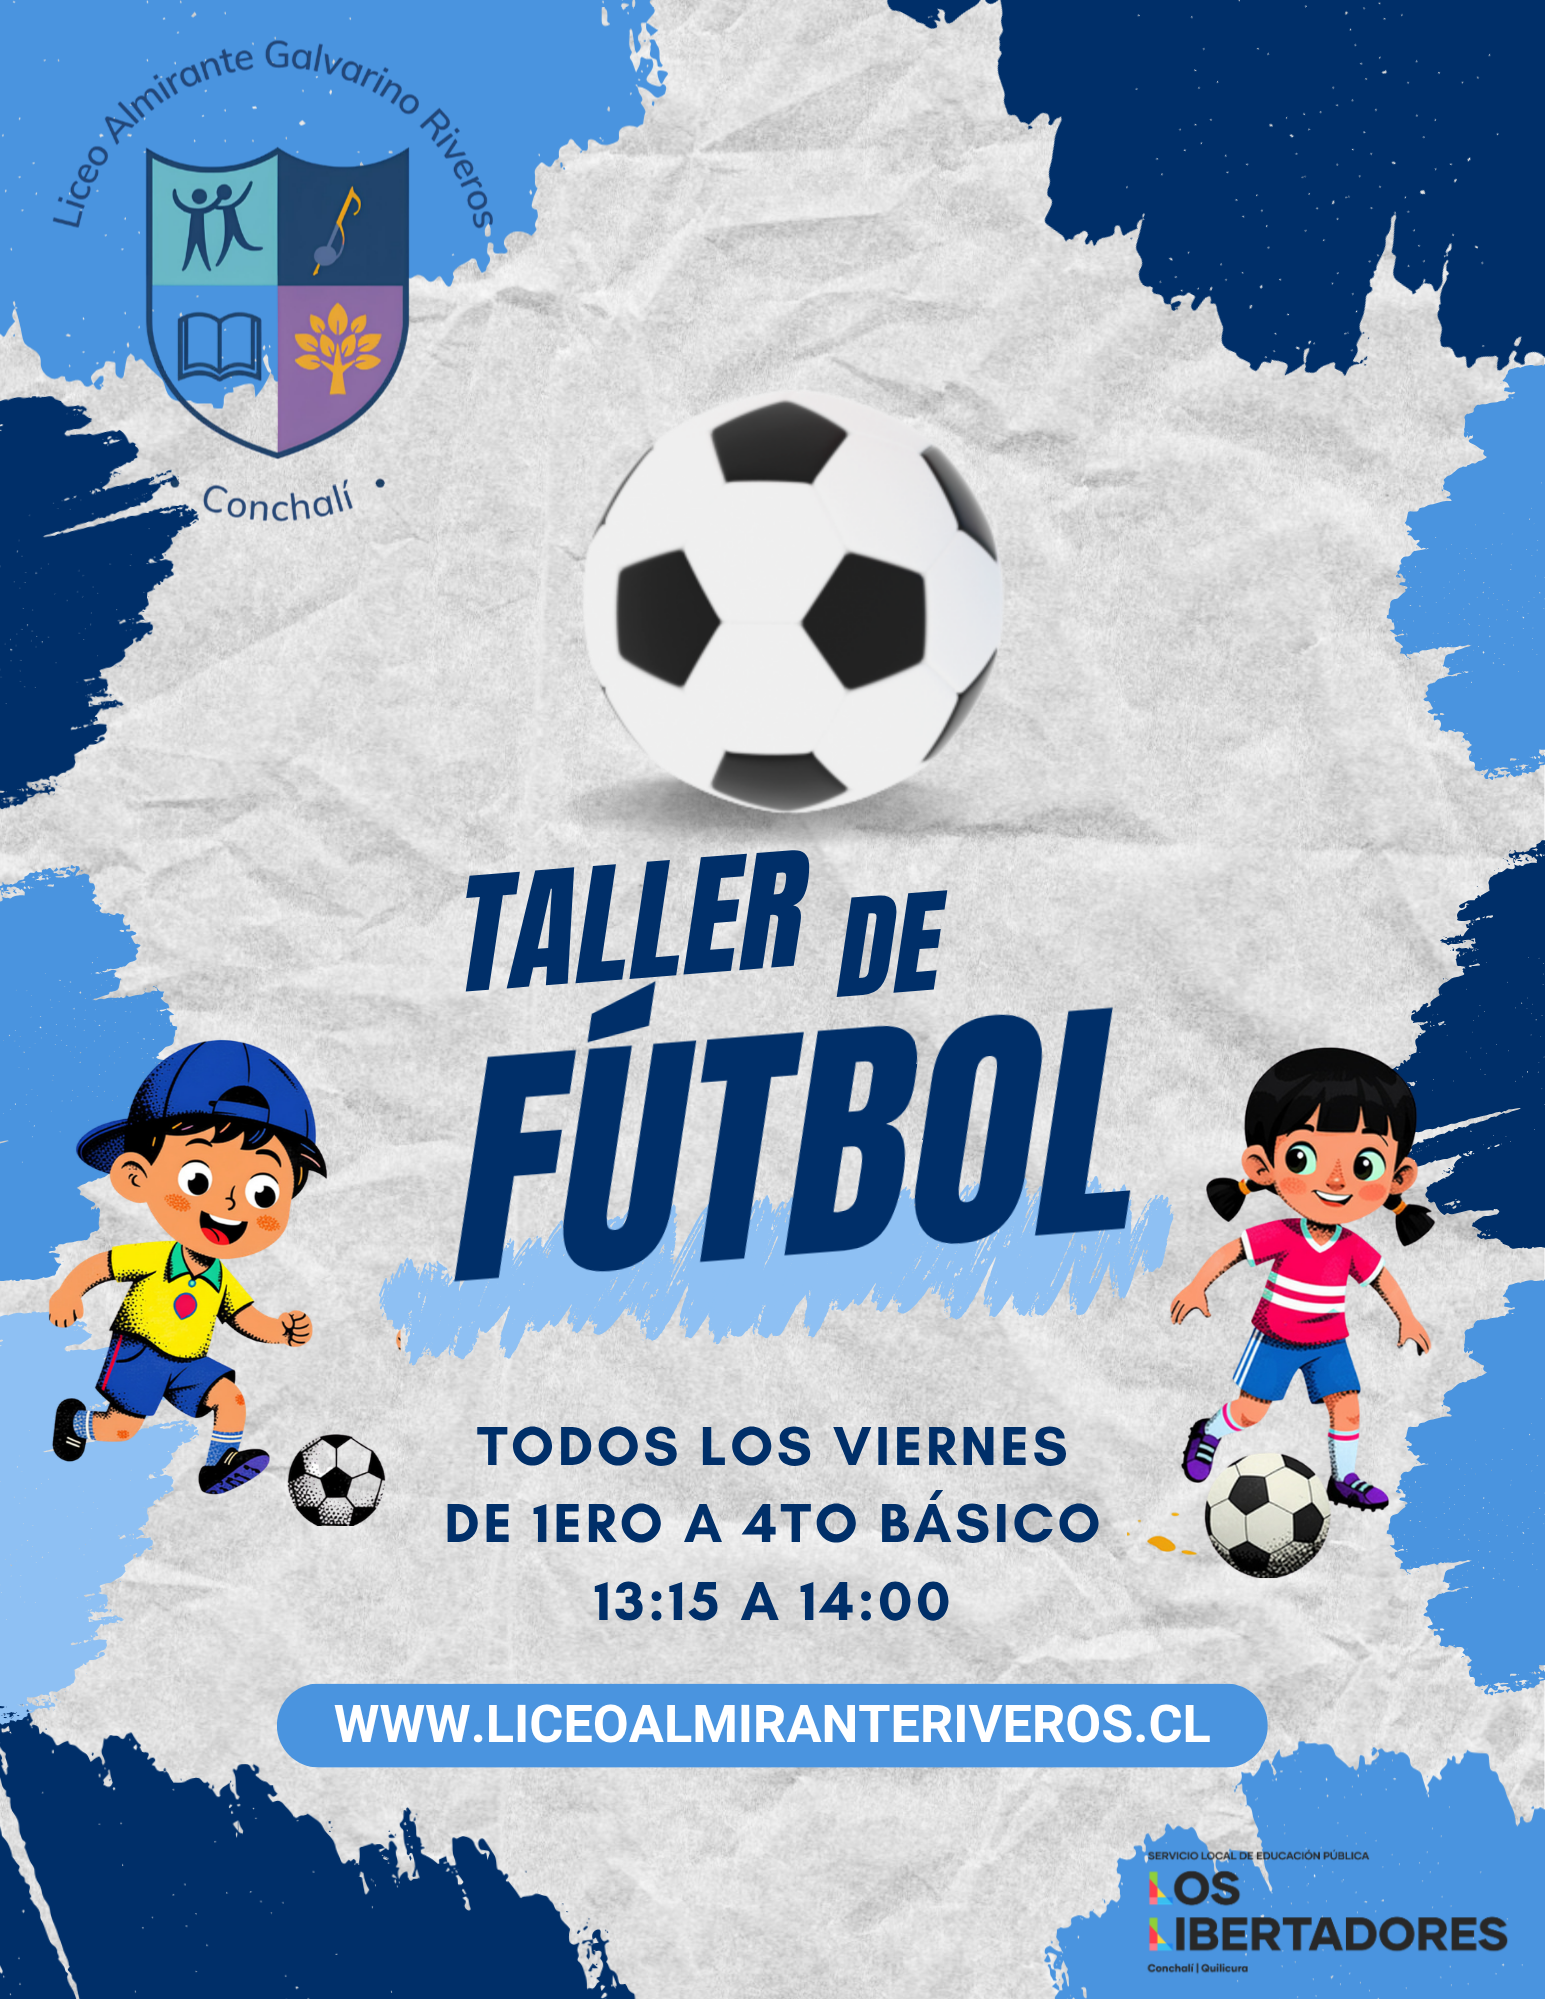 Liceo Almirante Galvarino Riveros
Conchalí
TALLER DE
FÚTBOL
TODOS LOS VIERNES
DE 1ERO A 4TO BÁSICO
13:15 A 14:00
WWW.LICEOALMIRANTERIVEROS.CL
SERVICIO LOCAL DE EDUCACIÓN PÚBLICA
LOS
LIBERTADORES
Conchalí | Quilicura